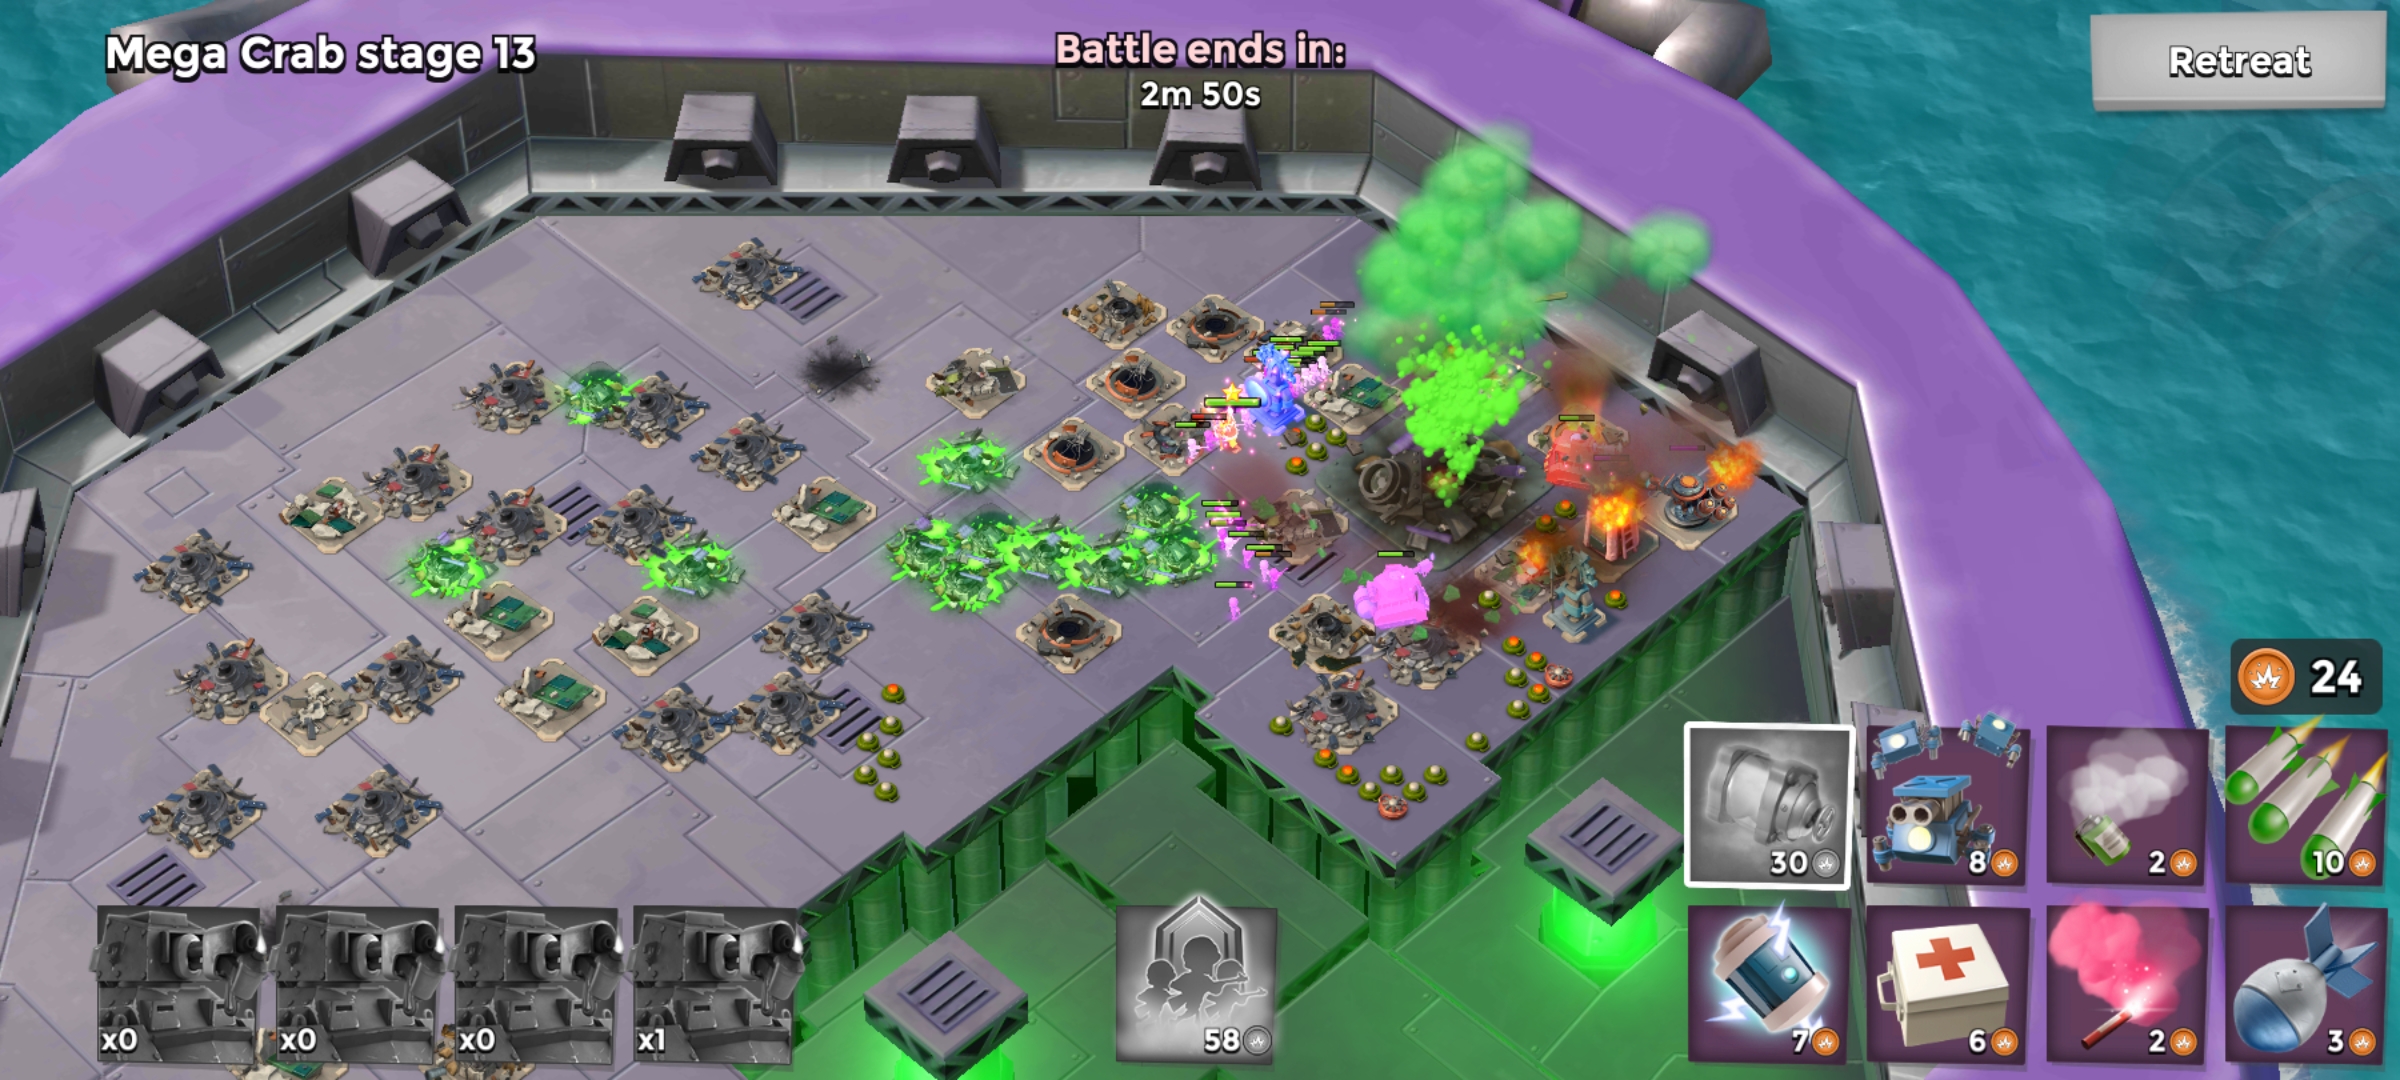 Mega Crab stage 13
Battle ends in:
2m 50s
Retreat
24
30
8
2
10
7
6
2
3
x0
x0
x0
x1
58